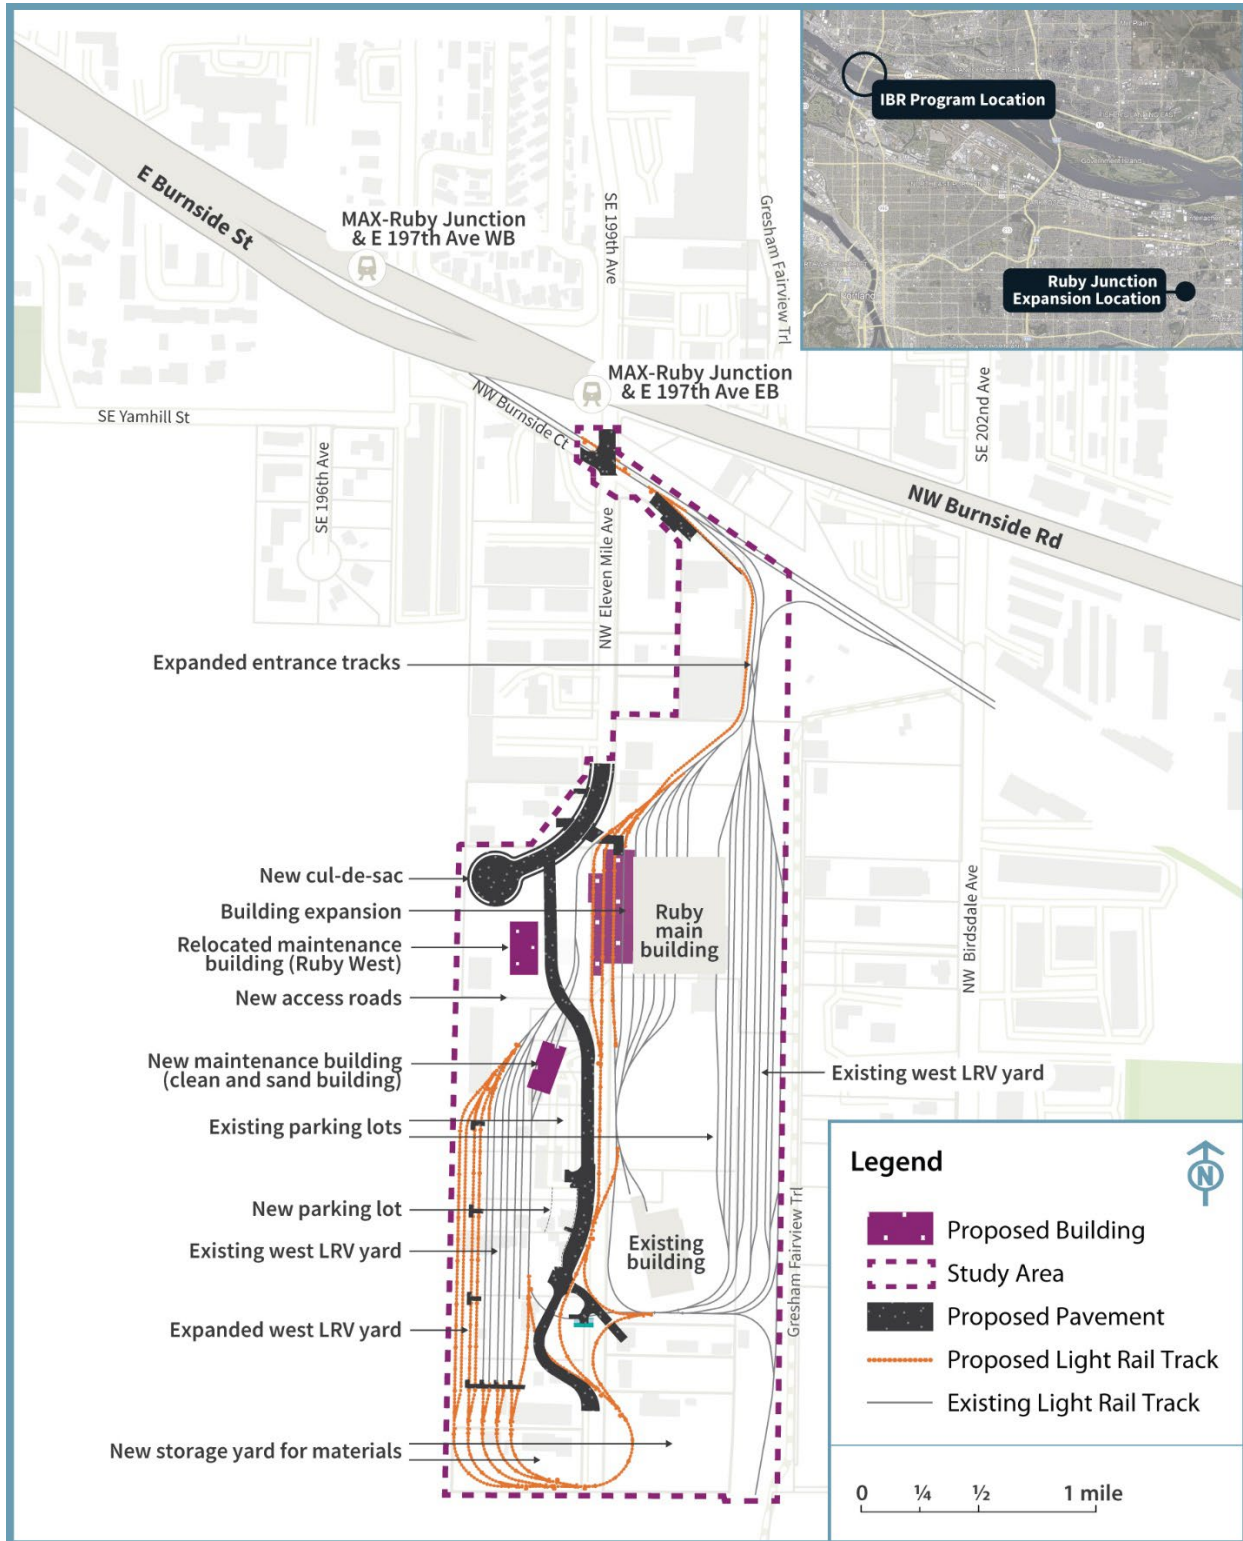 IBR Program Location
Ruby Junction
Expansion Location
E Burnside St
MAX-Ruby Junction
& E 197th Ave WB
SE 199th Ave
Gresham Fairview Trl
MAX-Ruby Junction
& E 197th Ave EB
SE Yamhill St
NW Burnside Ct
SE 196th Ave
SE 202nd Ave
NW Burnside Rd
NW Eleven Mile Ave
Expanded entrance tracks
New cul-de-sac
Building expansion
Ruby
main
building
Relocated maintenance
building (Ruby West)
New access roads
NW Birdsdale Ave
New maintenance building
(clean and sand building)
Existing west LRV yard
Existing parking lots
New parking lot
Existing west LRV yard
Existing
building
Gresham Fairview Trl
Expanded west LRV yard
New storage yard for materials
Legend
N
Proposed Building
Study Area
Proposed Pavement
Proposed Light Rail Track
Existing Light Rail Track
0 ¼ ½ 1 mile